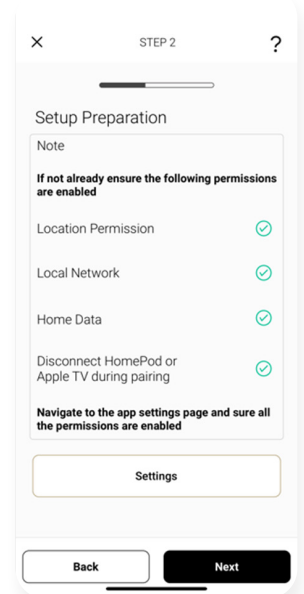 STEP 2
?
Setup Preparation
Note
If not already ensure the following permissions
are enabled
Location Permission
Local Network
Home Data
Disconnect HomePod or
Apple TV during pairing
Navigate to the app settings page and sure all
the permissions are enabled
Settings
Back
Next